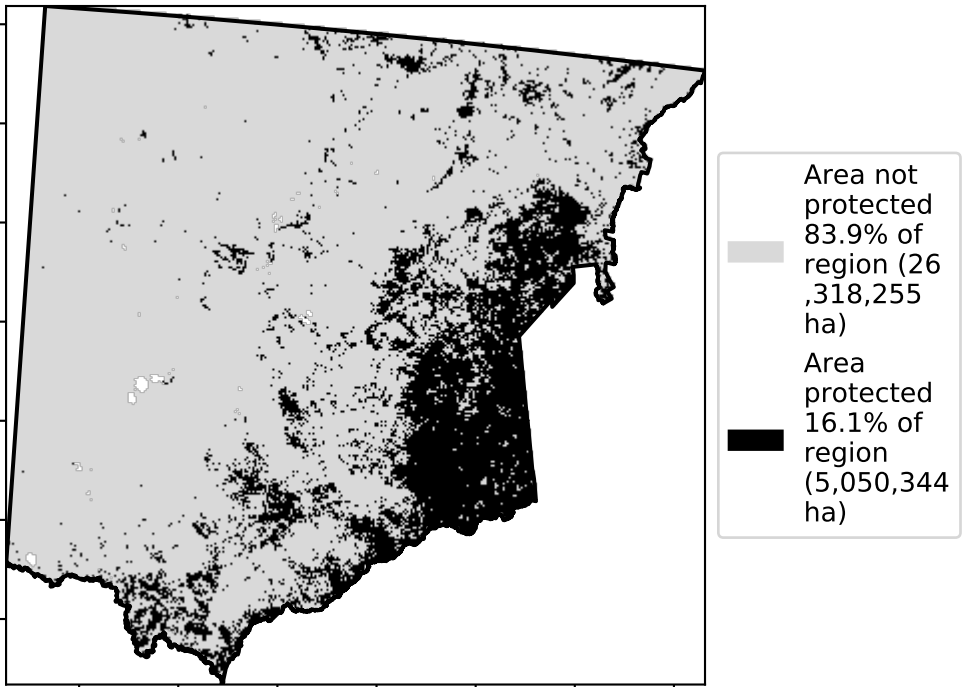 Area not
protected
83.9% of
region (26
,318,255
ha)
Area
protected
16.1% of
region
(5,050,344
ha)